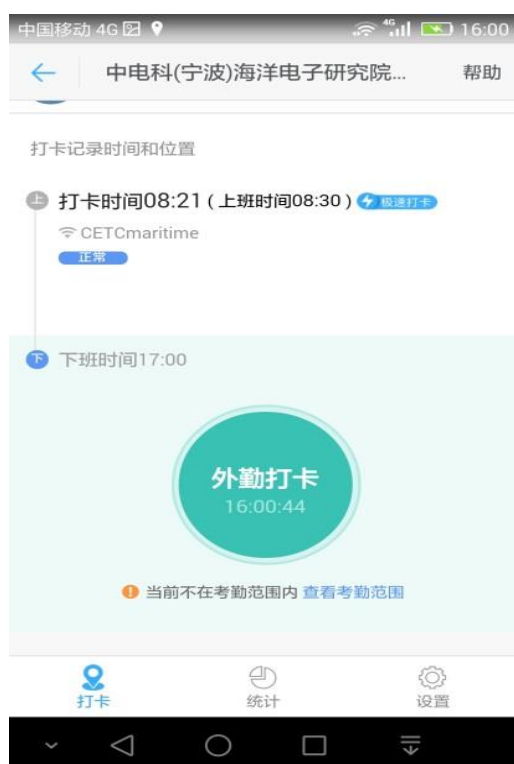 中国移动 4G 4G 16:00
中电科(宁波)海洋电子研究院... 帮助
打卡记录时间和位置
上 打卡时间08:21 ( 上班时间08:30 ) 极速打卡
CETCmaritime
正常
下 下班时间17:00
外勤打卡
16:00:44
当前不在考勤范围内 查看考勤范围
打卡 统计 设置